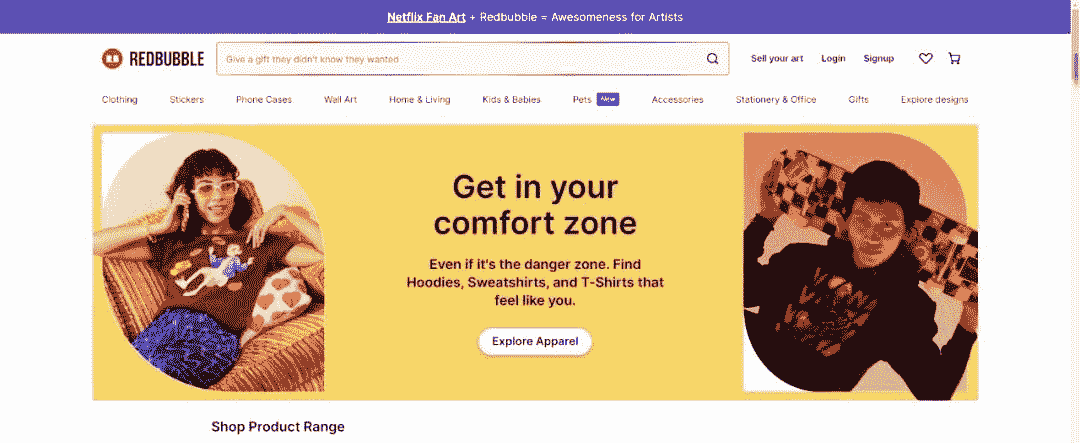 Netflix Fan Art + Redbubble = Awesomeness for Artists
REDBUBBLE
Give a gift they didn't know they wanted
Sell your art Login Signup
Clothing Stickers Phone Cases Wall Art Home & Living Kids & Babies Pets New Accessories Stationery & Office Gifts Explore designs
Get in your
comfort zone
Even if it's the danger zone. Find
Hoodies, Sweatshirts, and T-Shirts that
feel like you.
Explore Apparel
Shop Product Range